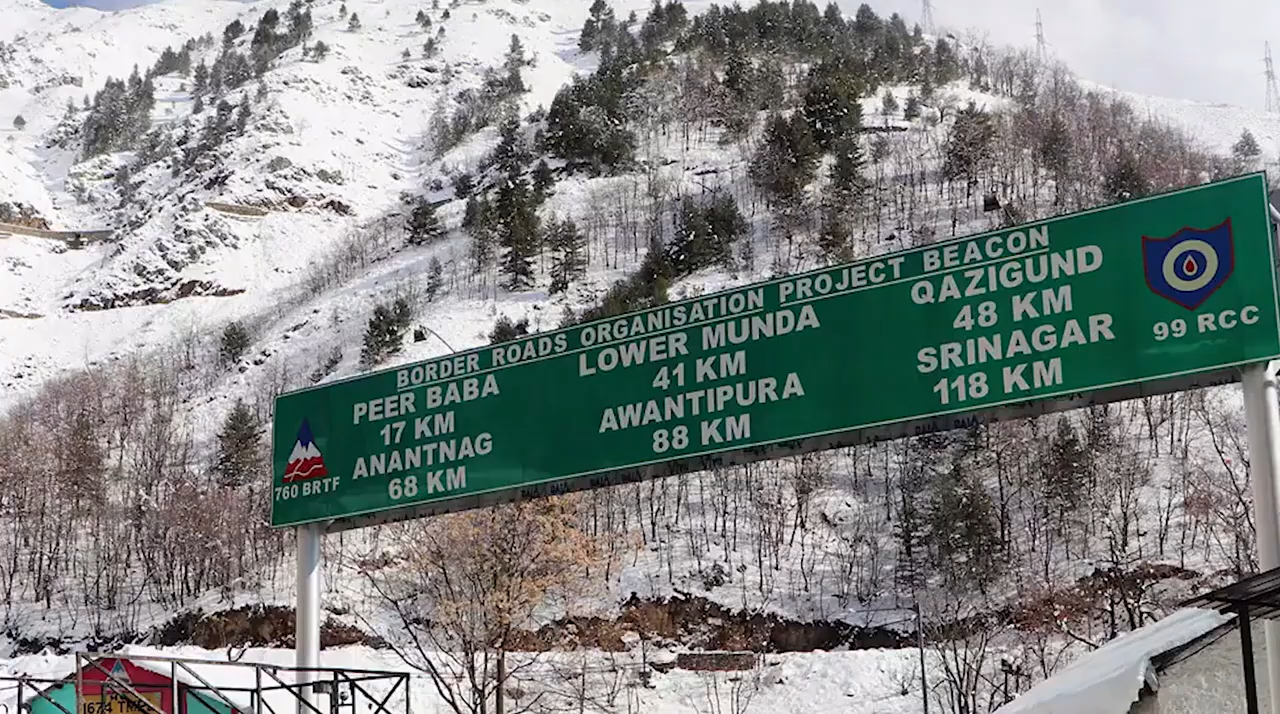 BORDER ROADS ORGANISATION PROJECT BEACON
PEER BABA
17 KM
ANANTNAG
68 KM
LOWER MUNDA
41 KM
AWANTIPURA
88 KM
QAZIGUND
48 KM
SRINAGAR
118 KM
760 BRTF
99 RCC